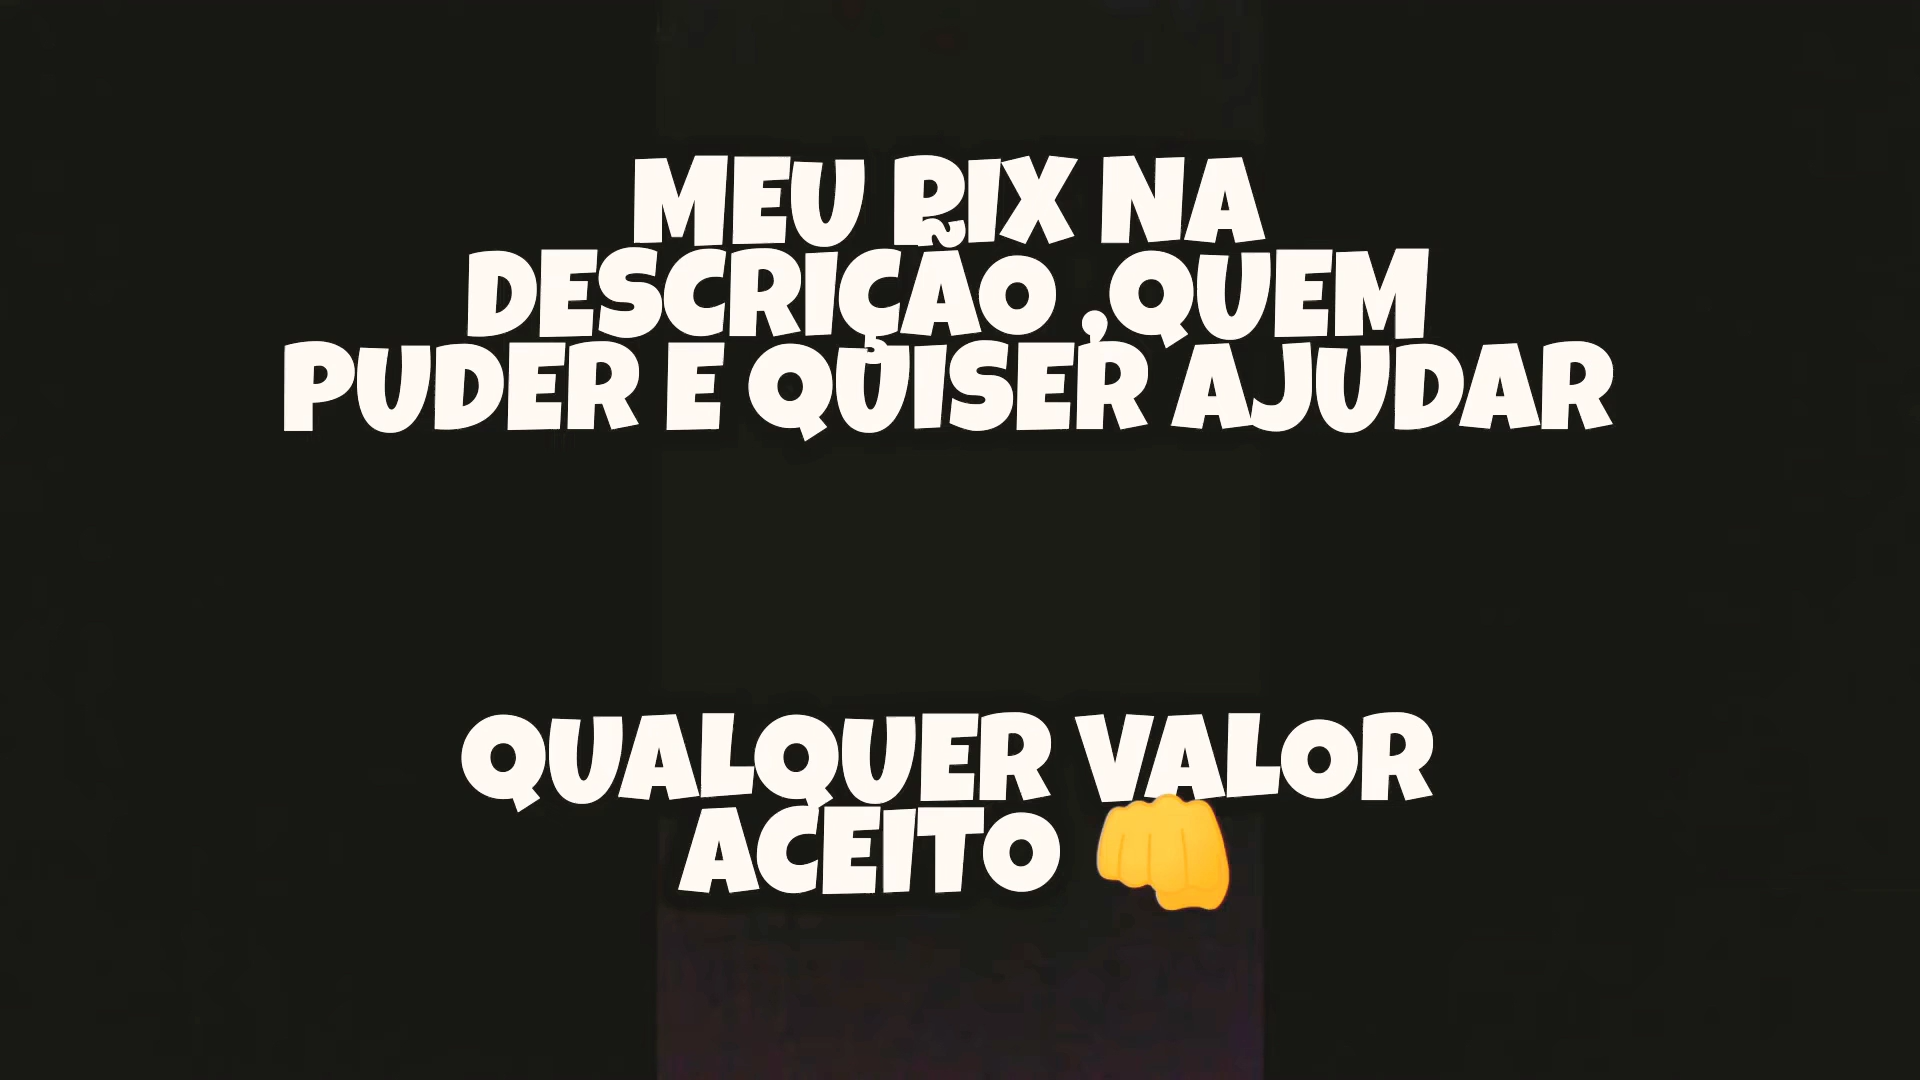 MEU PIX NA
DESCRIÇÃO ,QUEM
PUDER E QUISER AJUDAR
QUALQUER VALOR
ACEITO 👊